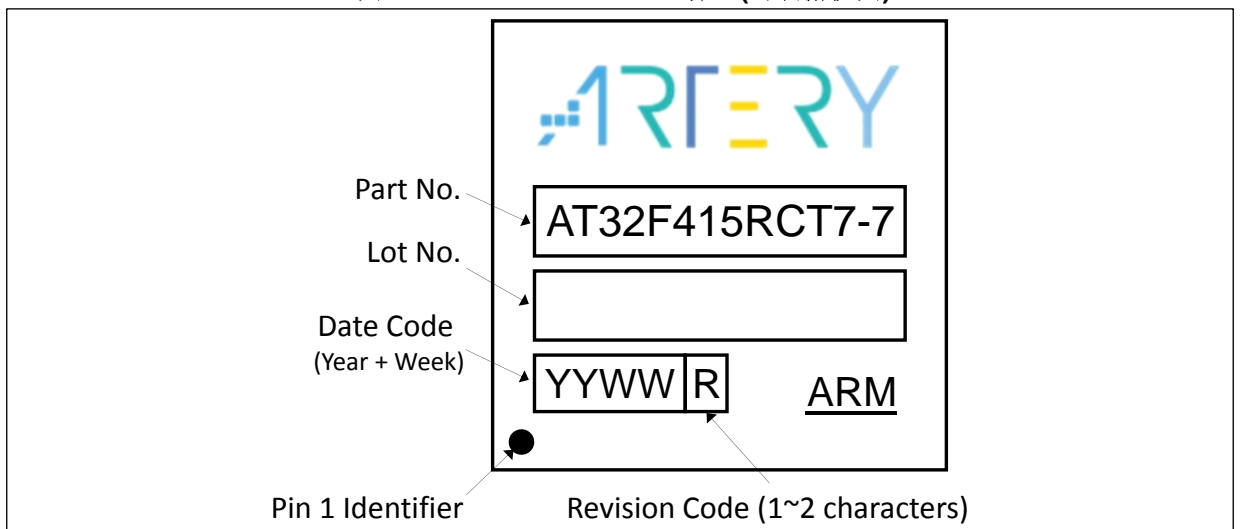 ARTERY
Part No.
AT32F415RCT7-7
Lot No.
Date Code
(Year + Week)
YYWW R
ARM
Pin 1 Identifier
Revision Code (1~2 characters)